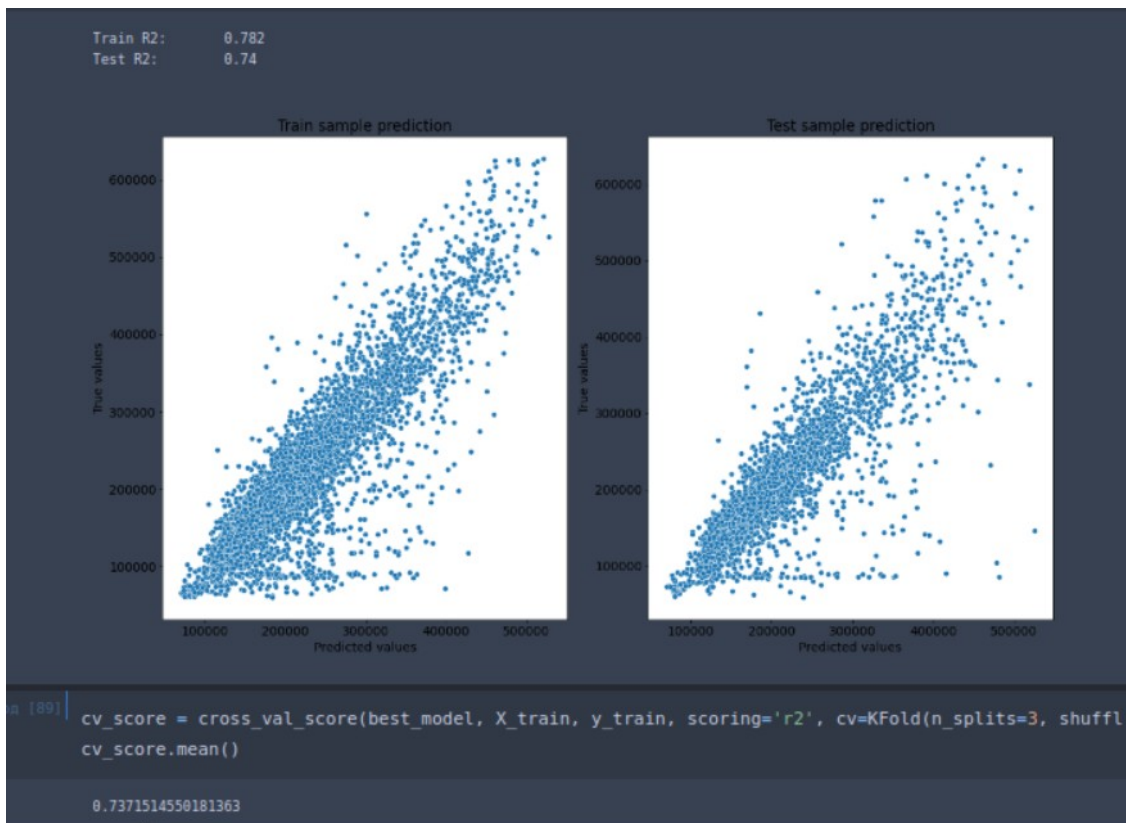 Train R2: 0.782
Test R2: 0.74
Train sample prediction
600000
500000
400000
300000
200000
100000
True values
100000 200000 300000 400000 500000
Predicted values
Test sample prediction
600000
500000
400000
300000
200000
100000
True values
100000 200000 300000 400000 500000
Predicted values
[89]
cv_score = cross_val_score(best_model, X_train, y_train, scoring='r2', cv=KFold(n_splits=3, shuffl
cv_score.mean()
0.7371514550181363